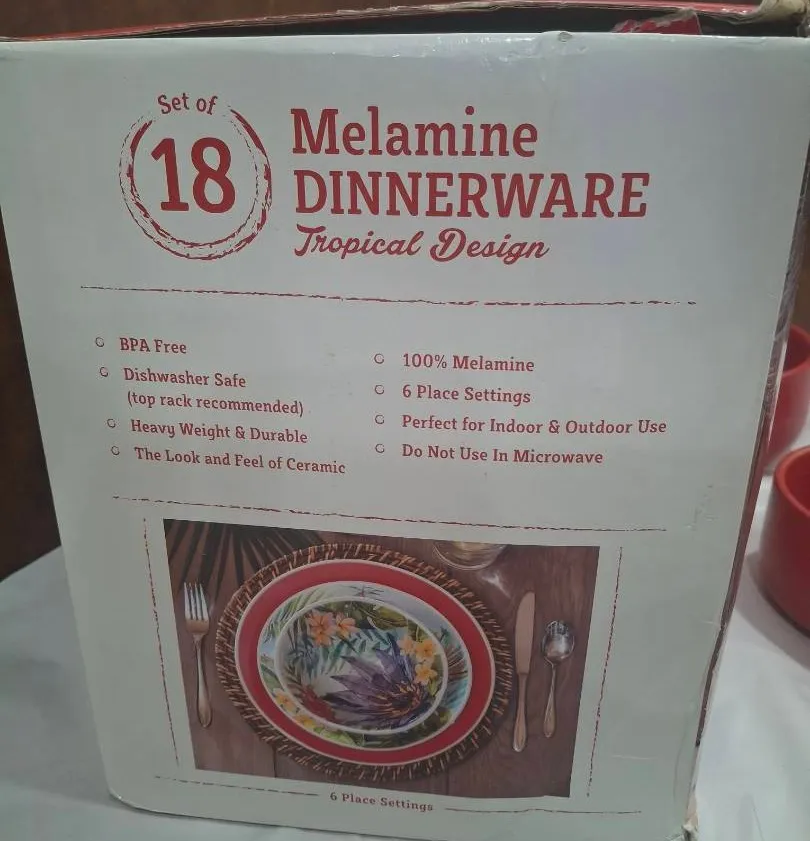 Set of
18
Melamine
DINNERWARE
Tropical Design
BPA Free
Dishwasher Safe
(top rack recommended)
Heavy Weight & Durable
The Look and Feel of Ceramic
100% Melamine
6 Place Settings
Perfect for Indoor & Outdoor Use
Do Not Use In Microwave
6 Place Settings